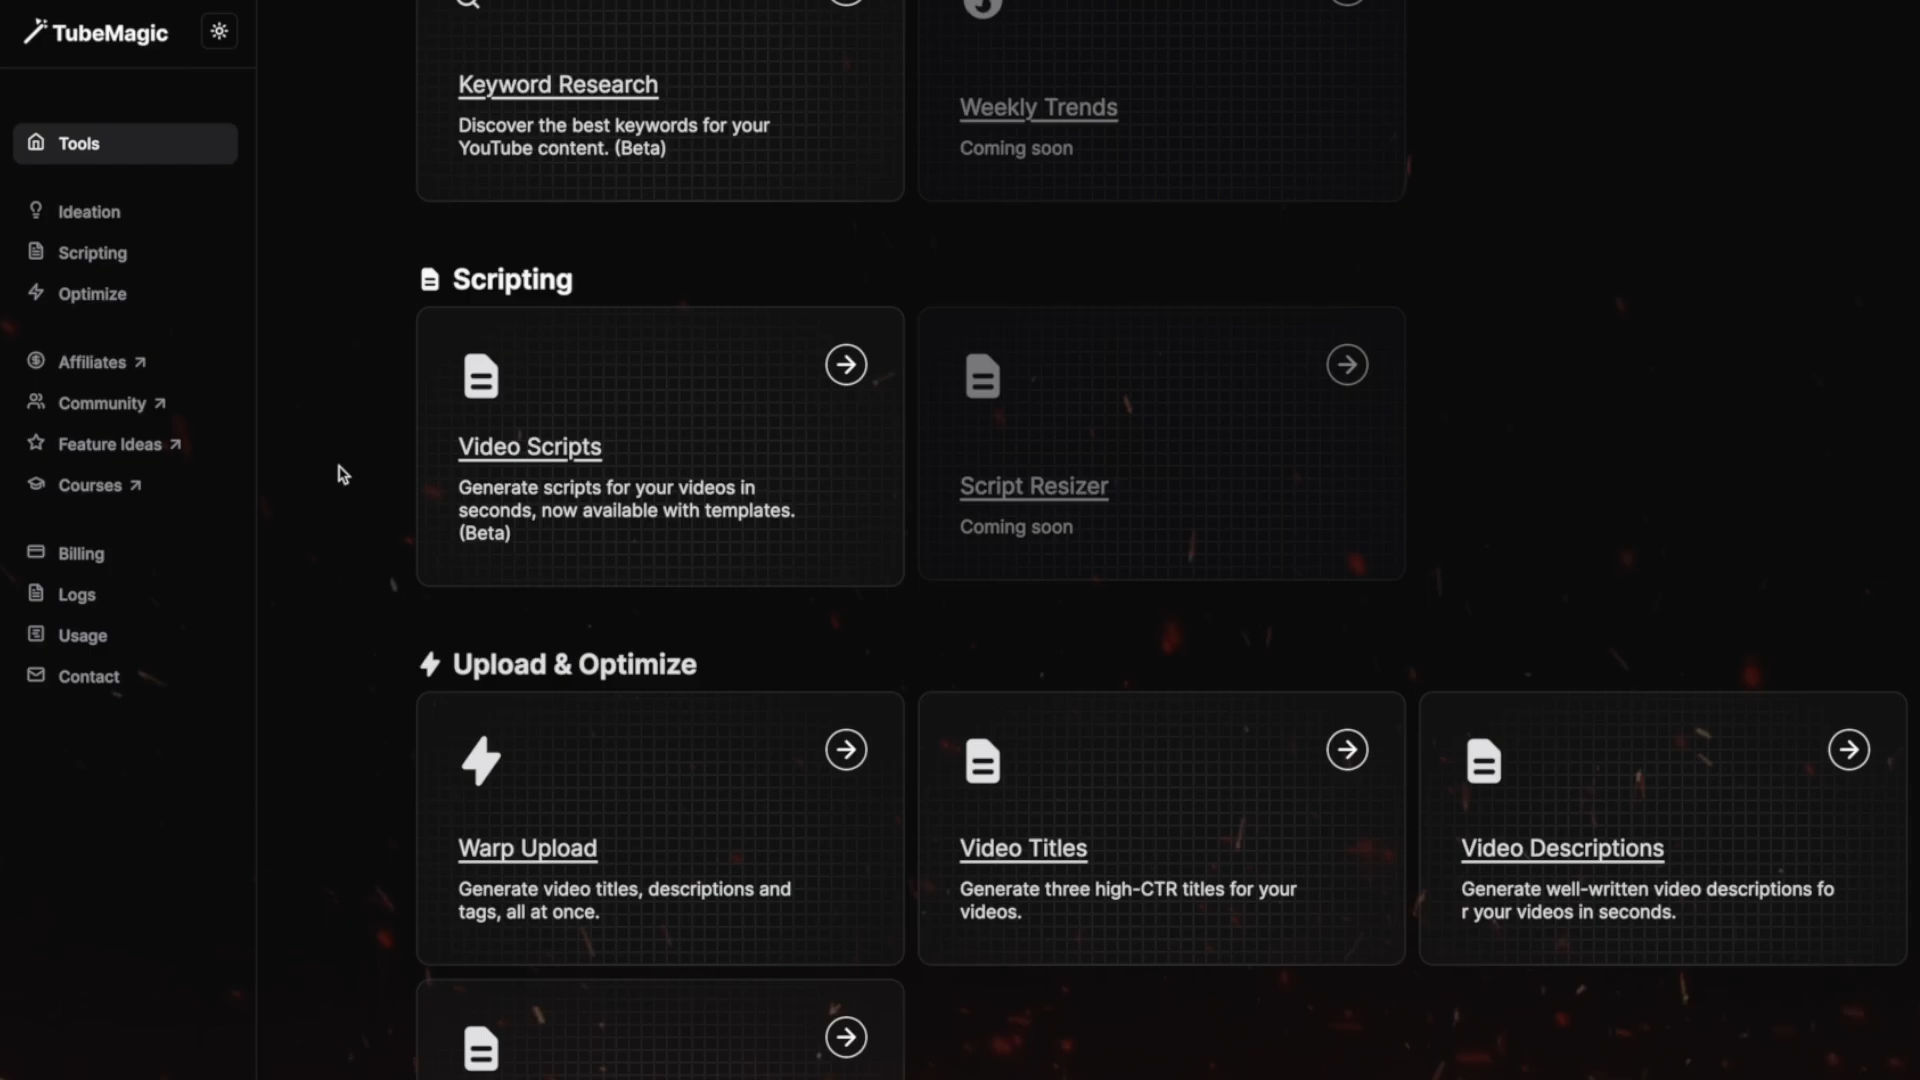 TubeMagic
Tools
Ideation
Scripting
Optimize
Affiliates
Community
Feature Ideas
Courses
Billing
Logs
Usage
Contact
Keyword Research
Discover the best keywords for your
YouTube content. (Beta)
Weekly Trends
Coming soon
Scripting
Video Scripts
Generate scripts for your videos in
seconds, now available with templates.
(Beta)
Script Resizer
Coming soon
Upload & Optimize
Warp Upload
Generate video titles, descriptions and
tags, all at once.
Video Titles
Generate three high-CTR titles for your
videos.
Video Descriptions
Generate well-written video descriptions fo
r your videos in seconds.